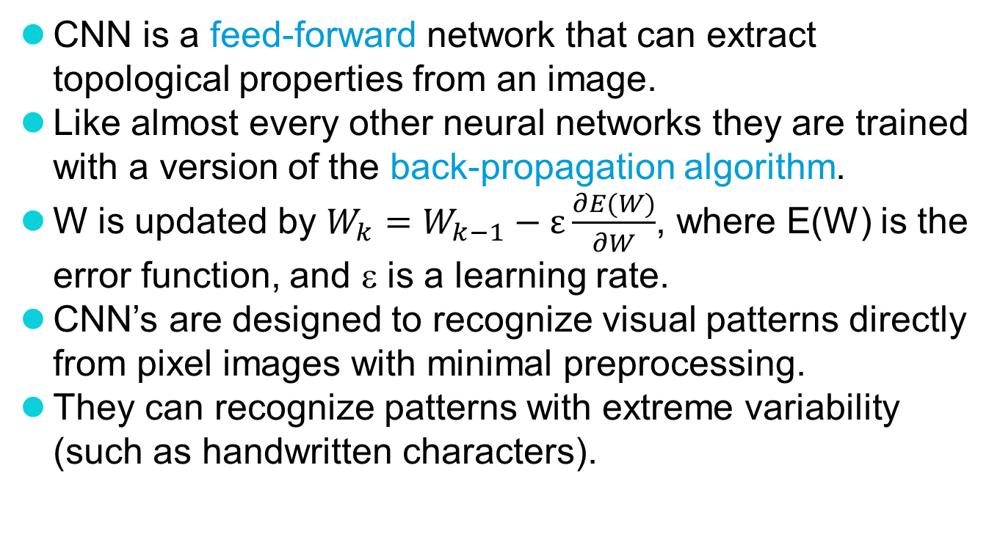 ● CNN is a feed-forward network that can extract
topological properties from an image.
● Like almost every other neural networks they are trained
with a version of the back-propagation algorithm.
● W is updated by $W_k = W_{k-1} - \varepsilon \frac{\partial E(W)}{\partial W}$, where E(W) is the
error function, and ε is a learning rate.
● CNN’s are designed to recognize visual patterns directly
from pixel images with minimal preprocessing.
● They can recognize patterns with extreme variability
(such as handwritten characters).